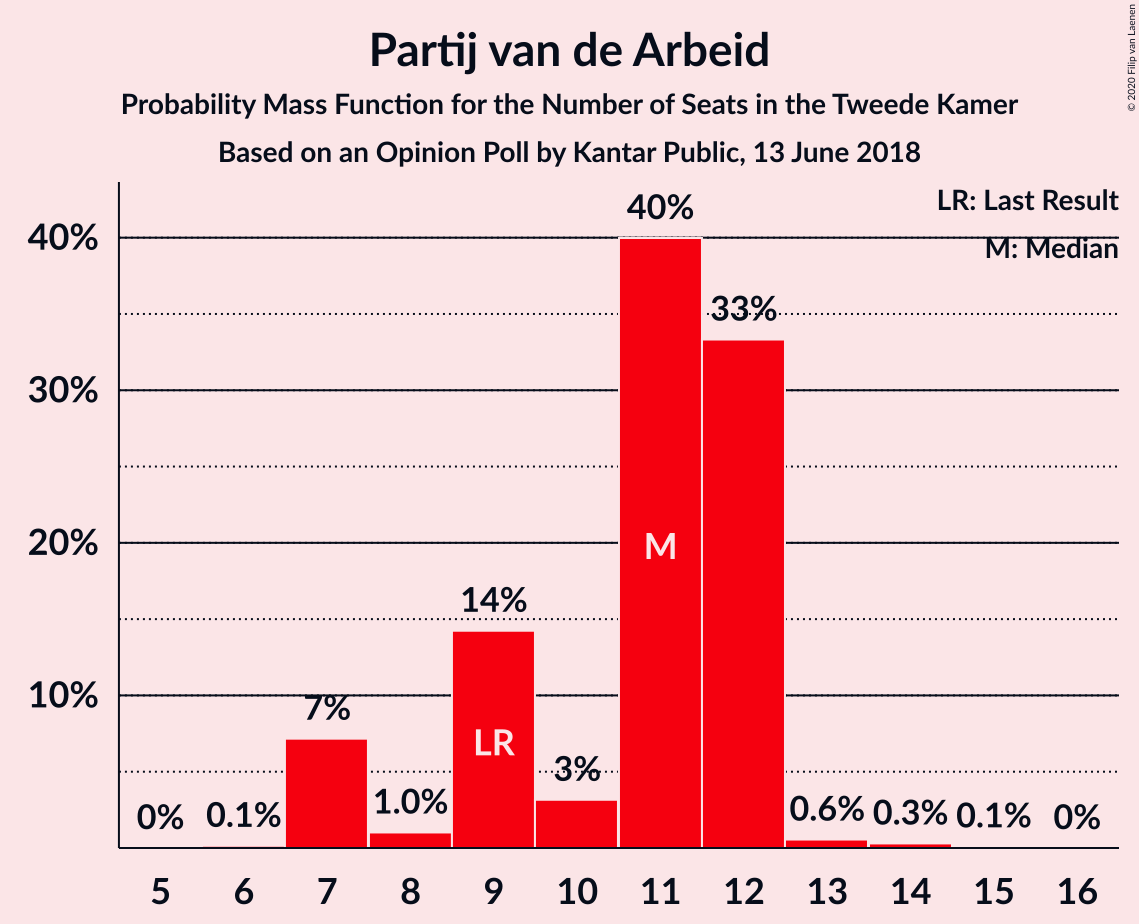 Partij van de Arbeid
Probability Mass Function for the Number of Seats in the Tweede Kamer
Based on an Opinion Poll by Kantar Public, 13 June 2018
© 2020 Filip van Laenen
LR: Last Result
M: Median
40%
30%
20%
10%
0%
0.1%
7%
1.0%
14%
3%
40%
33%
0.6%
0.3%
0.1%
0%
LR
M
5 6 7 8 9 10 11 12 13 14 15 16